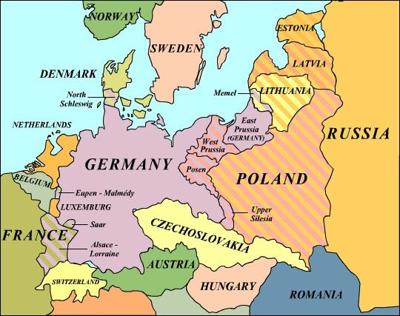 NORWAY
SWEDEN
ESTONIA
LATVIA
DENMARK
North
Schleswig
Memel
LITHUANIA
NETHERLANDS
East
Prussia
(GERMANY)
West
Prussia
RUSSIA
GERMANY
Posen
POLAND
BELGIUM
Eupen - Malmédy
LUXEMBURG
Upper
Silesia
Saar
FRANCE
Alsace -
Lorraine
CZECHOSLOVAKIA
AUSTRIA
SWITZERLAND
HUNGARY
ROMANIA